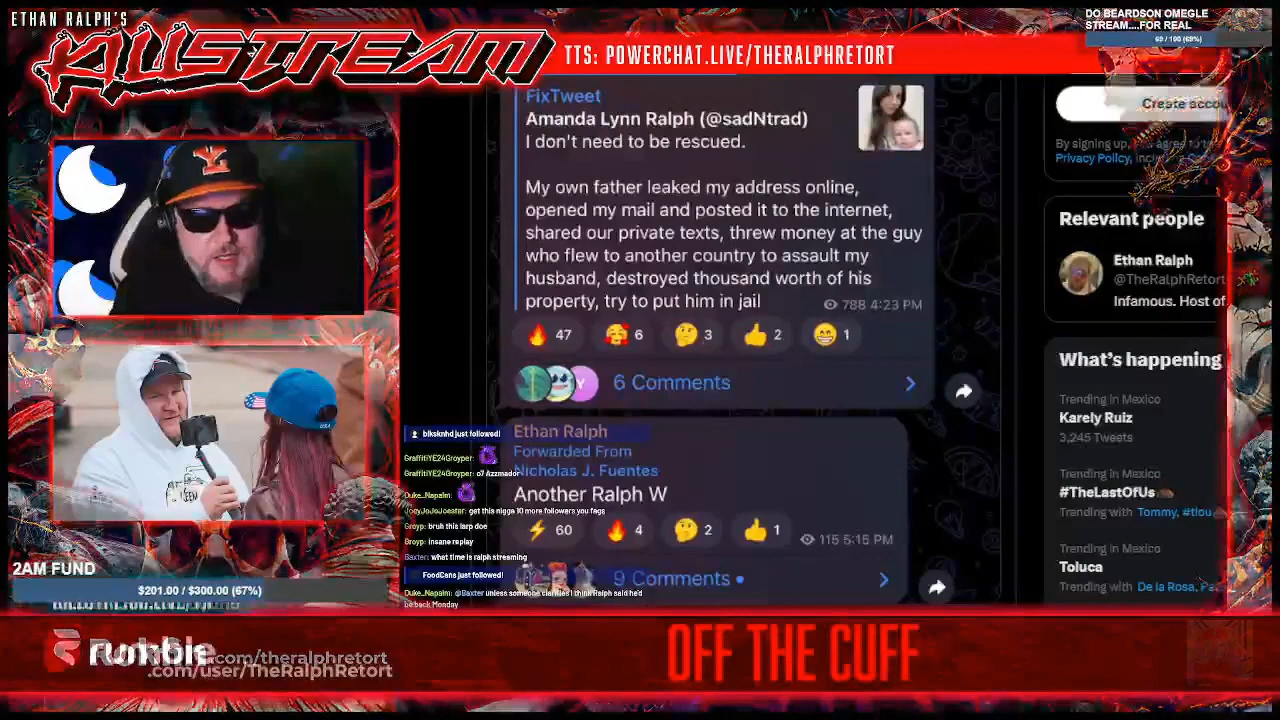 ETHAN RALPH'S
KILLSTREAM
TTS: POWERCHAT.LIVE/THERALPHRETORT
DO BEARDSON OMEGLE
STREAM....FOR REAL
69 / 100 (69%)
FixTweet
Amanda Lynn Ralph (@sadNtrad)
I don't need to be rescued.
My own father leaked my address online,
opened my mail and posted it to the internet,
shared our private texts, threw money at the guy
who flew to another country to assault my
husband, destroyed thousand worth of his
property, try to put him in jail
788 4:23 PM
47
6
3
2
1
6 Comments
Ethan Ralph
Forwarded From
Nicholas J. Fuentes
Another Ralph W
60
4
2
1
115 5:15 PM
9 Comments
Create accou
By signing up, you agree to
Privacy Policy,
Relevant people
Ethan Ralph
@TheRalphRetort
Infamous. Host of
What's happening
Trending in Mexico
Karely Ruiz
3,245 Tweets
Trending in Mexico
#TheLastOfUs
Trending with Tommy, #tlou
Trending in Mexico
Toluca
Trending with De la Rosa, Pa
blksknhd just followed!
GraffitiYE24Groyper:
GraffitiYE24Groyper: o7 Azzmador
Duke_Napalm:
JoeyJoJoJoester: get this nigga 10 more followers you fags
Groyp: bruh this larp doe
Groyp: insane replay
Baxter: what time is ralph streaming
FoodCans just followed!
Duke_Napalm: @Baxter unless someone clarifies I think Ralph said he'd
be back Monday
2AM FUND
$201.00 / $300.00 (67%)
Rumble
.com/theralphretort
.com/user/TheRalphRetort
OFF THE CUFF